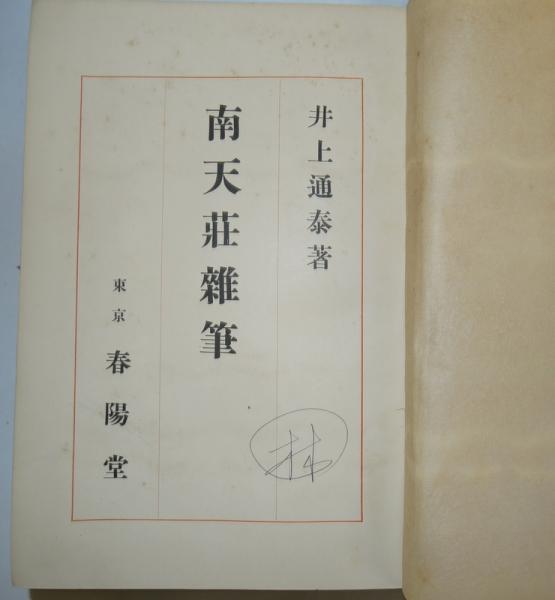 井上通泰著
南天莊雜筆
東京 春陽堂
林